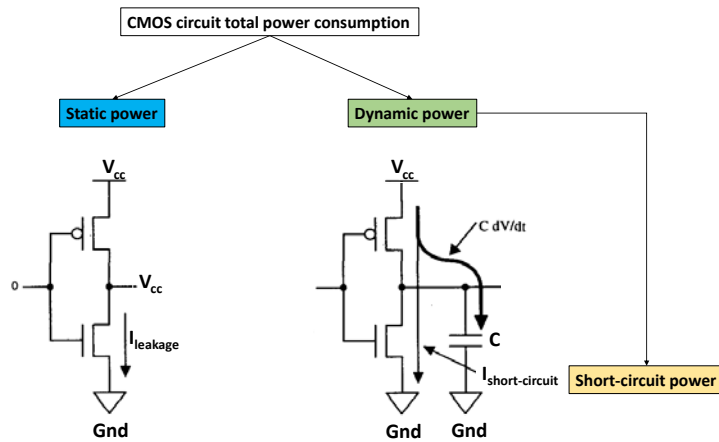 CMOS circuit total power consumption
Static power
Dynamic power
Vcc
Vcc
C dV/dt
0
Vcc
Ileakage
C
Ishort-circuit
Short-circuit power
Gnd
Gnd
Gnd